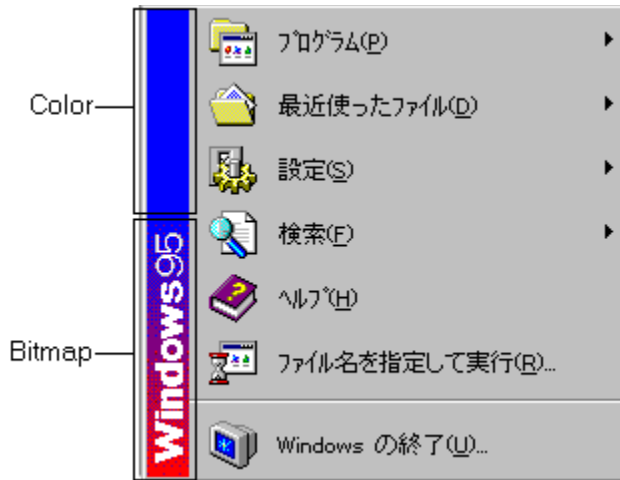 Color
Bitmap
Windows95
ﾌﾟﾛｸﾞﾗﾑ(P)
最近使ったﾌｧｲﾙ(D)
設定(S)
検索(F)
ﾍﾙﾌﾟ(H)
ﾌｧｲﾙ名を指定して実行(R)...
Windows の終了(U)...